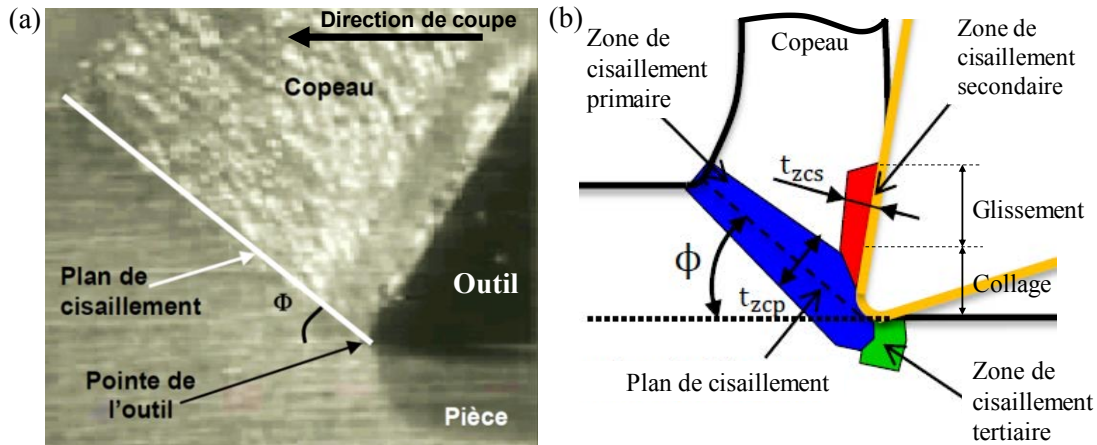 (a)
Direction de coupe
Copeau
Plan de
cisaillement
Φ
Outil
Pointe de
l'outil
Pièce
(b)
Zone de
cisaillement
primaire
Copeau
Zone de
cisaillement
secondaire
tzcs
Glissement
ϕ
Collage
tzcp
Plan de cisaillement
Zone de
cisaillement
tertiaire